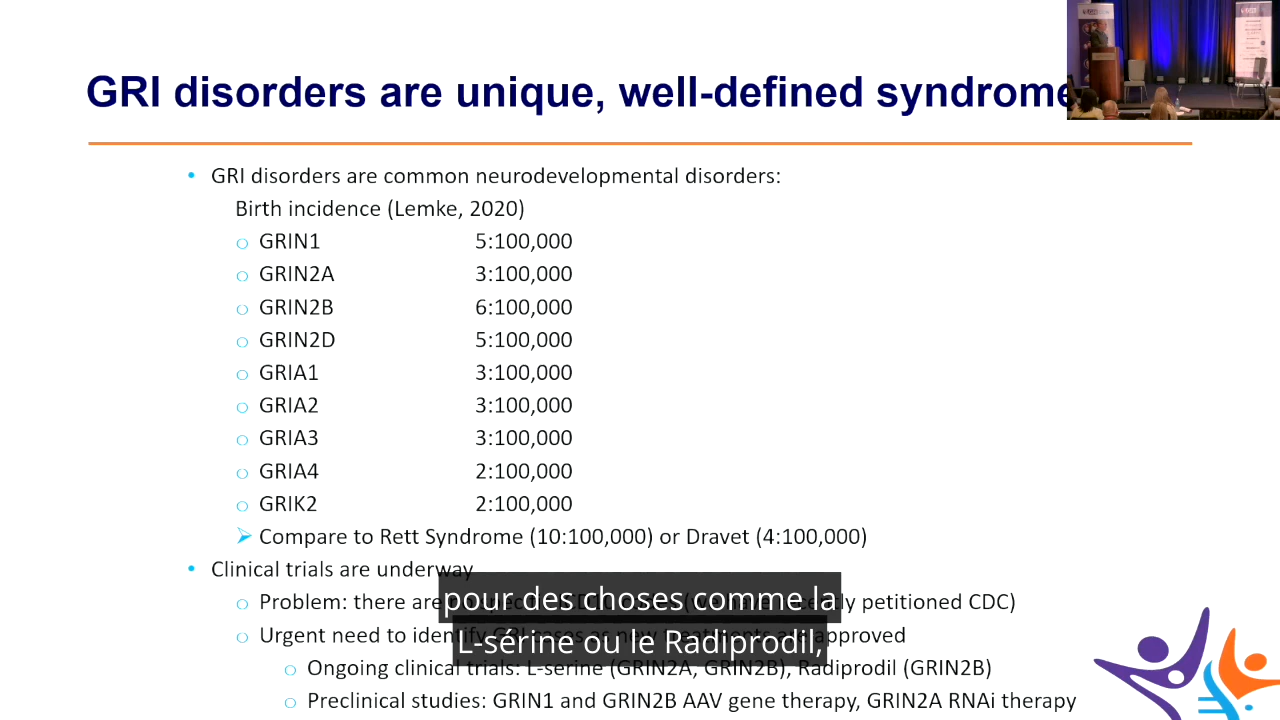 GRI disorders are unique, well-defined syndrome
• GRI disorders are common neurodevelopmental disorders:
Birth incidence (Lemke, 2020)
o GRIN1 5:100,000
o GRIN2A 3:100,000
o GRIN2B 6:100,000
o GRIN2D 5:100,000
o GRIA1 3:100,000
o GRIA2 3:100,000
o GRIA3 3:100,000
o GRIA4 2:100,000
o GRIK2 2:100,000
➢ Compare to Rett Syndrome (10:100,000) or Dravet (4:100,000)
• Clinical trials are underway
o Problem: there are petitioned CDC)
o Urgent need to identify approved
o Ongoing clinical trials: L-serine (GRIN2A, GRIN2B), Radiprodil (GRIN2B)
o Preclinical studies: GRIN1 and GRIN2B AAV gene therapy, GRIN2A RNAi therapy
pour des choses comme la
L-sérine ou le Radiprodil,